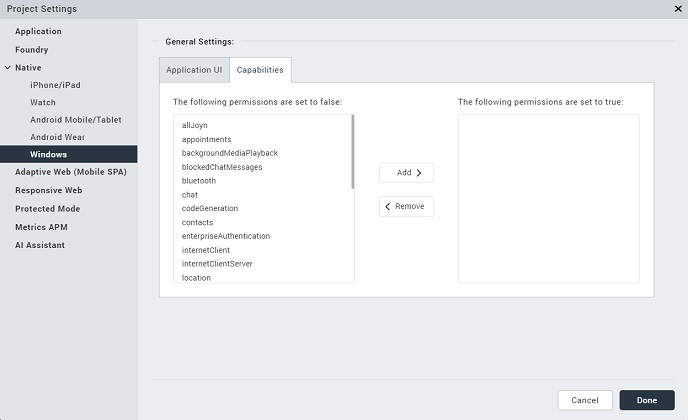 Project Settings
Application
Foundry
Native
iPhone/iPad
Watch
Android Mobile/Tablet
Android Wear
Windows
Adaptive Web (Mobile SPA)
Responsive Web
Protected Mode
Metrics APM
AI Assistant
General Settings:
Application UI
Capabilities
The following permissions are set to false:
allJoyn
appointments
backgroundMediaPlayback
blockedChatMessages
bluetooth
chat
codeGeneration
contacts
enterpriseAuthentication
internetClient
internetClientServer
location
Add
Remove
The following permissions are set to true:
Cancel
Done